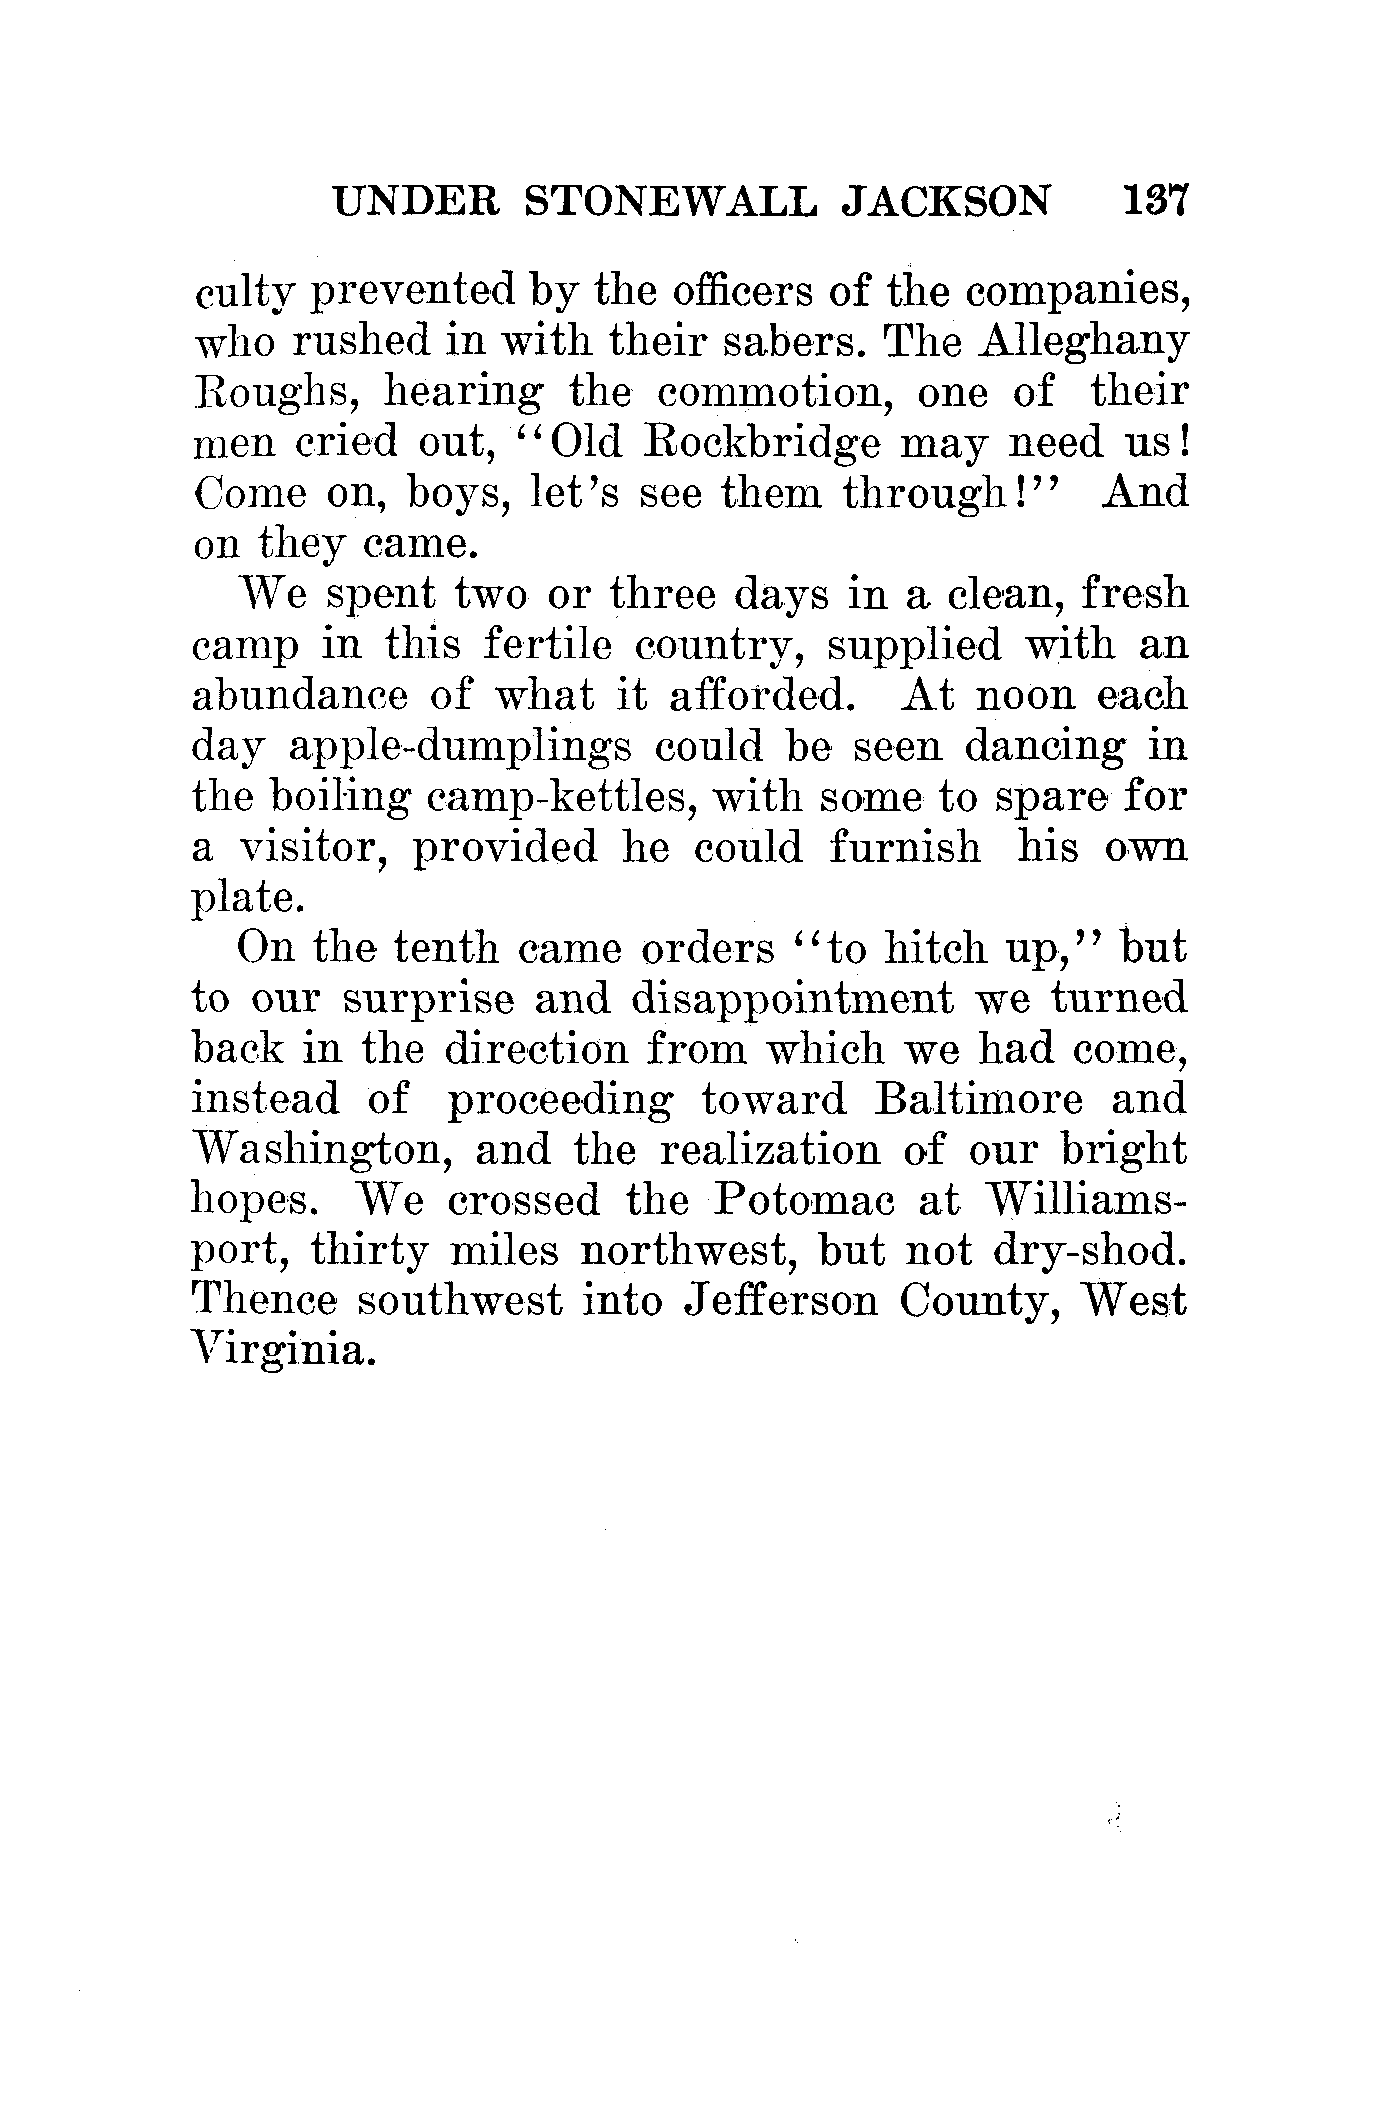 UNDER STONEWALL JACKSON 137
culty prevented by the officers of the companies,
who rushed in with their sabers. The Alleghany
Roughs, hearing the commotion, one of their
men cried out, "Old Rockbridge may need us!
Come on, boys, let's see them through!" And
on they came.
We spent two or three days in a clean, fresh
camp in this fertile country, supplied with an
abundance of what it afforded. At noon each
day apple-dumplings could be seen dancing in
the boiling camp-kettles, with some to spare for
a visitor, provided he could furnish his own
plate.
On the tenth came orders "to hitch up," but
to our surprise and disappointment we turned
back in the direction from which we had come,
instead of proceeding toward Baltimore and
Washington, and the realization of our bright
hopes. We crossed the Potomac at Williams-
port, thirty miles northwest, but not dry-shod.
Thence southwest into Jefferson County, West
Virginia.